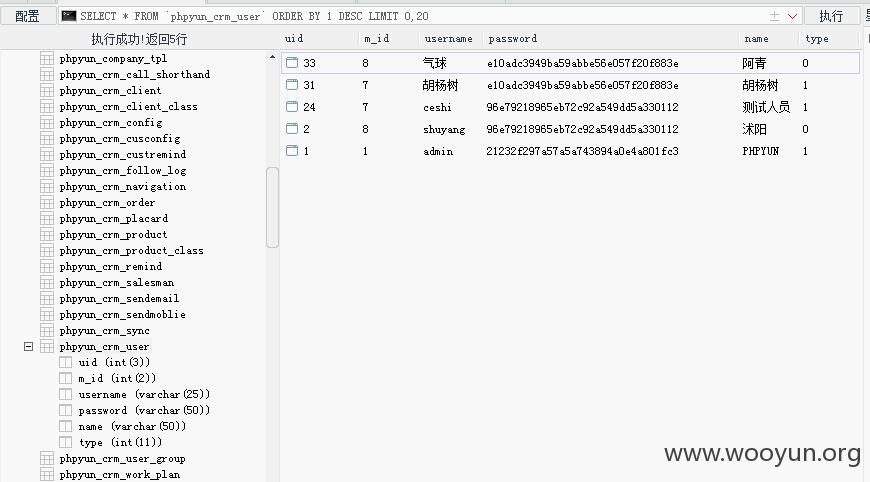 配置 SELECT * FROM `phpyun_crm_user` ORDER BY 1 DESC LIMIT 0,20 执行
执行成功!返回5行
phpyun_company_tpl
phpyun_crm_call_shorthand
phpyun_crm_client
phpyun_crm_client_class
phpyun_crm_config
phpyun_crm_cusconfig
phpyun_crm_custremind
phpyun_crm_follow_log
phpyun_crm_navigation
phpyun_crm_order
phpyun_crm_placard
phpyun_crm_product
phpyun_crm_product_class
phpyun_crm_remind
phpyun_crm_salesman
phpyun_crm_sendemail
phpyun_crm_sendmoblie
phpyun_crm_sync
phpyun_crm_user
uid (int(3))
m_id (int(2))
username (varchar(25))
password (varchar(50))
name (varchar(50))
type (int(11))
phpyun_crm_user_group
phpyun_crm_work_plan
uid m_id username password name type
33 8 气球 e10adc3949ba59abbe56e057f20f883e 阿青 0
31 7 胡杨树 e10adc3949ba59abbe56e057f20f883e 胡杨树 1
24 7 ceshi 96e79218965eb72c92a549dd5a330112 测试人员 1
2 8 shuyang 96e79218965eb72c92a549dd5a330112 沭阳 0
1 1 admin 21232f297a57a5a743894a0e4a801fc3 PHPYUN 1
www.wooyun.org